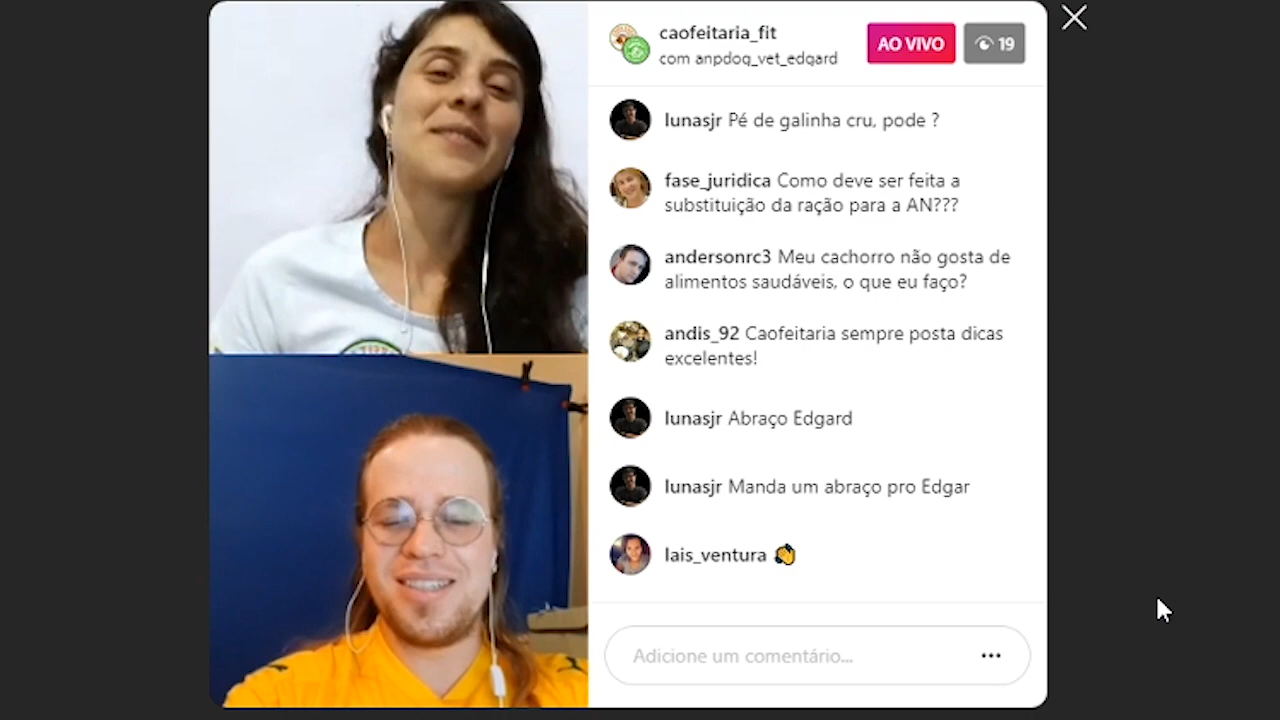 caofeitaria_fit
com anpdog_vet_edgard
AO VIVO
19
lunasjr Pé de galinha cru, pode ?
fase_juridica Como deve ser feita a
substituição da ração para a AN???
andersonrc3 Meu cachorro não gosta de
alimentos saudáveis, o que eu faço?
andis_92 Caofeitaria sempre posta dicas
excelentes!
lunasjr Abraço Edgard
lunasjr Manda um abraço pro Edgar
lais_ventura 👏
Adicione um comentário...